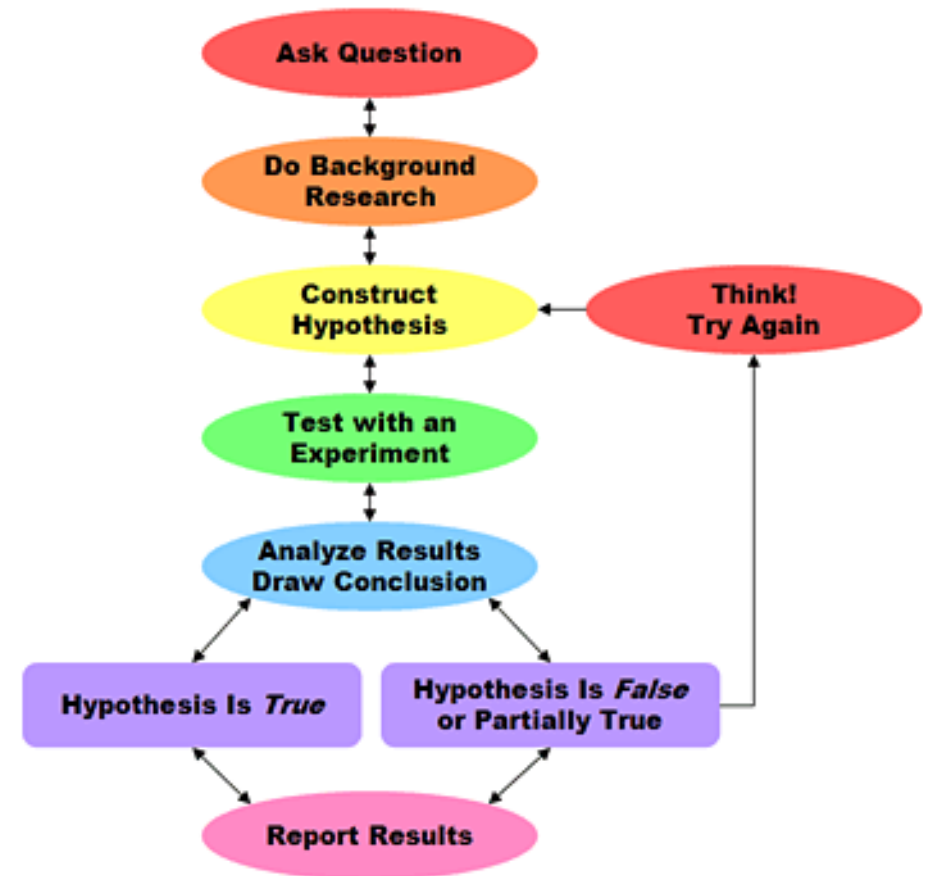 Ask Question
Do Background
Research
Construct
Hypothesis
Think!
Try Again
Test with an
Experiment
Analyze Results
Draw Conclusion
Hypothesis Is True
Hypothesis Is False
or Partially True
Report Results